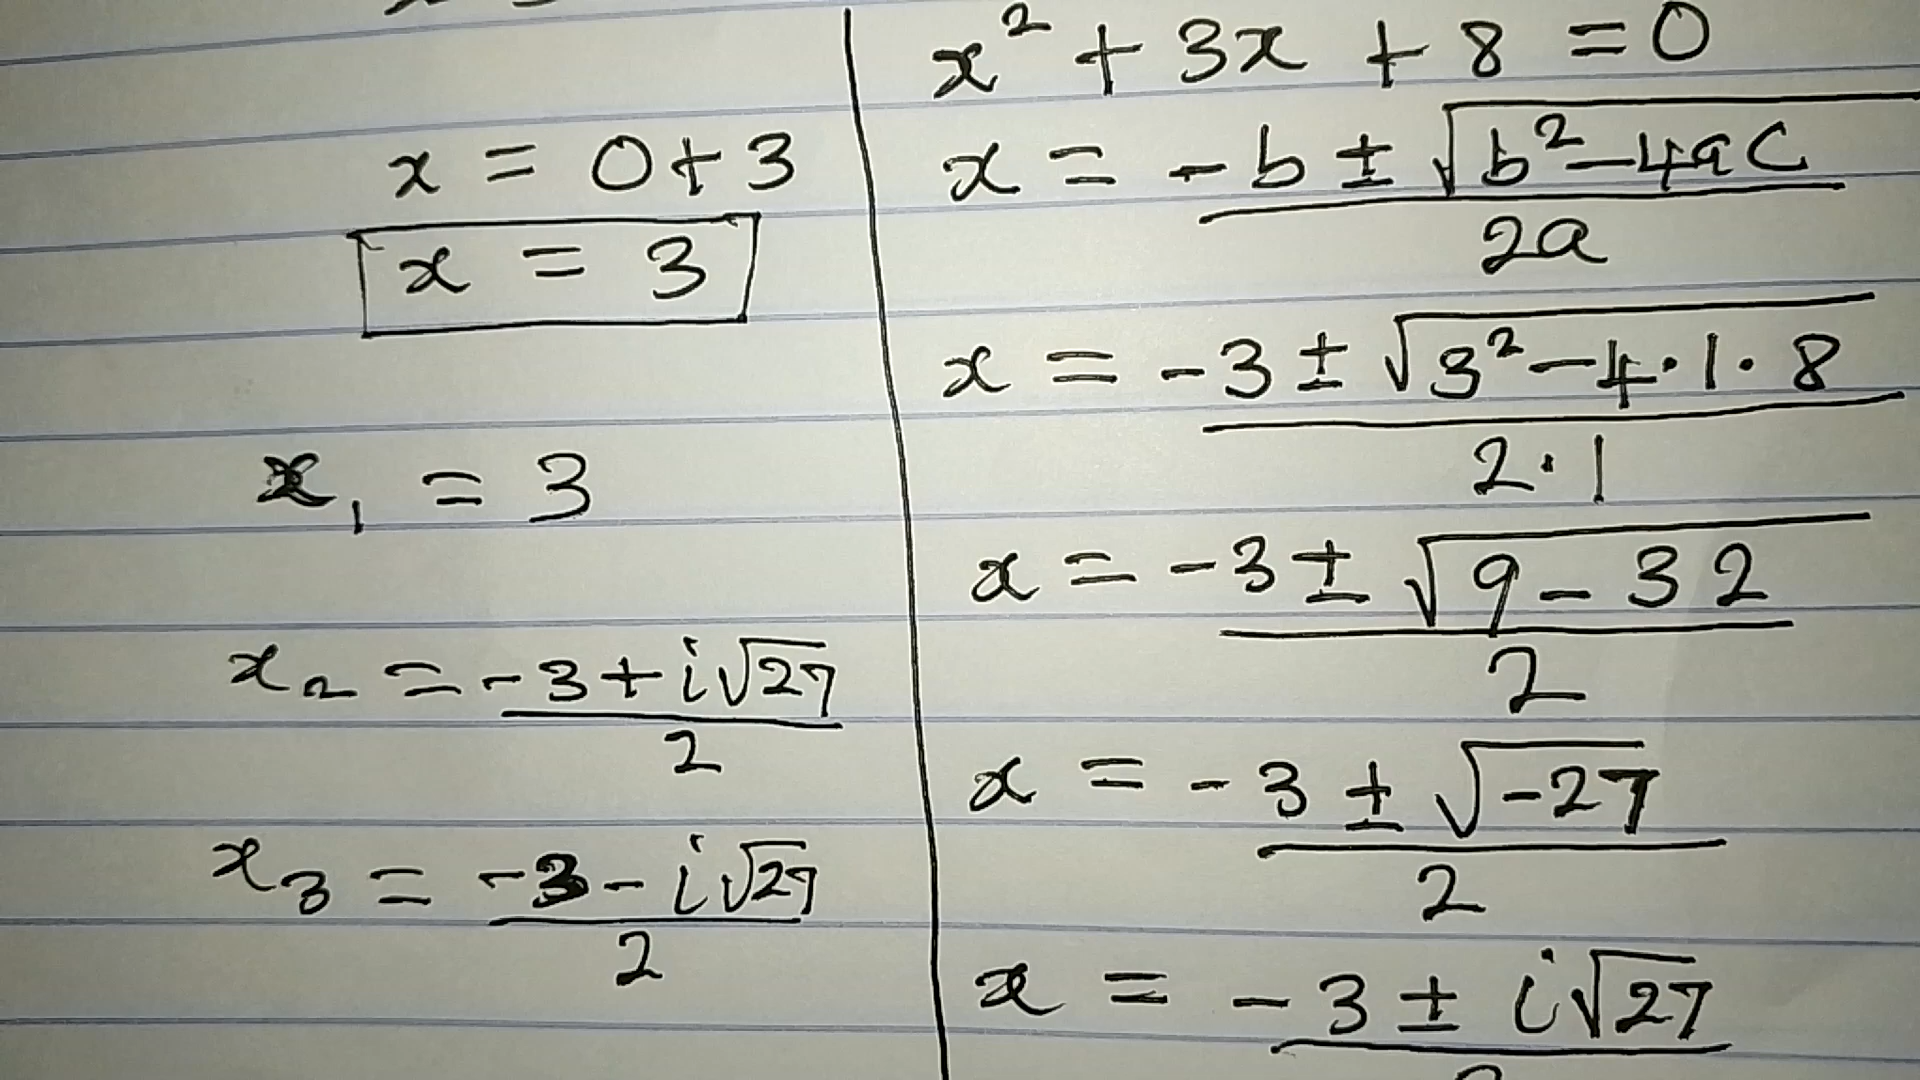 x = 0+3
x = 3
x₁ = 3
x₂ = -3+i√27
2
x₃ = -3-i√27
2
x² + 3x + 8 = 0
x = -b ± √b²-4ac
2a
x = -3 ± √3²-4·1·8
2·1
x = -3 ± √9-32
2
x = -3 ± √-27
2
x = -3 ± i√27